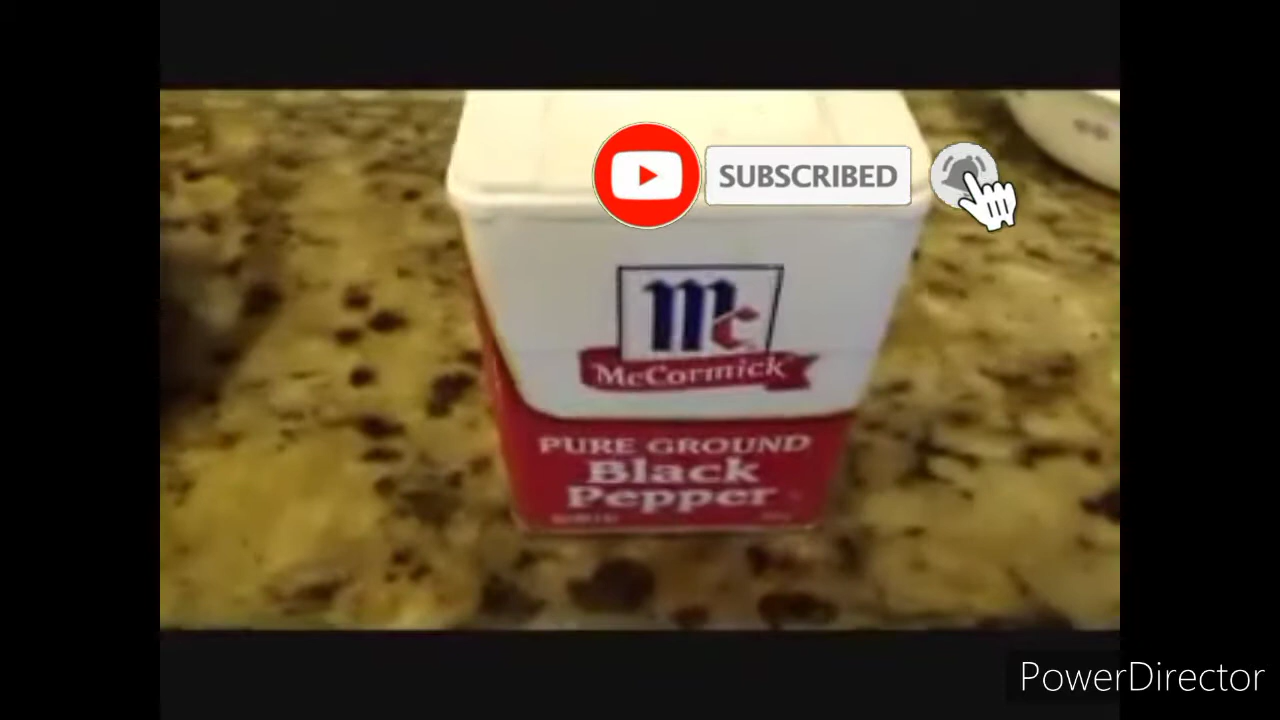 SUBSCRIBED
Mc
McCormick
PURE GROUND
Black
Pepper
PowerDirector